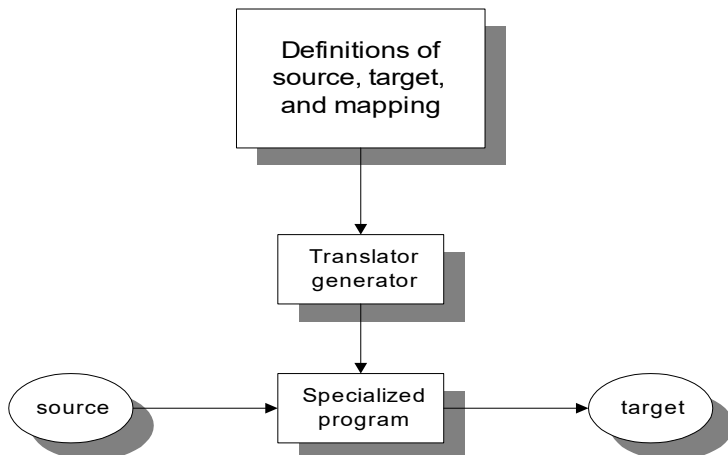 Definitions of
source, target,
and mapping
Translator
generator
source
Specialized
program
target